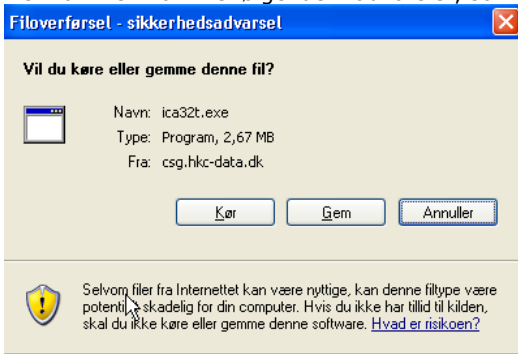 Filoverførsel - sikkerhedsadvarsel
Vil du køre eller gemme denne fil?
Navn: ica32t.exe
Type: Program, 2,67 MB
Fra: csg.hkc-data.dk
Kør Gem Annuller
Selvom filer fra Internettet kan være nyttige, kan denne filtype være
skadelig for din computer. Hvis du ikke har tillid til kilden,
skal du ikke køre eller gemme denne software. Hvad er risikoen?